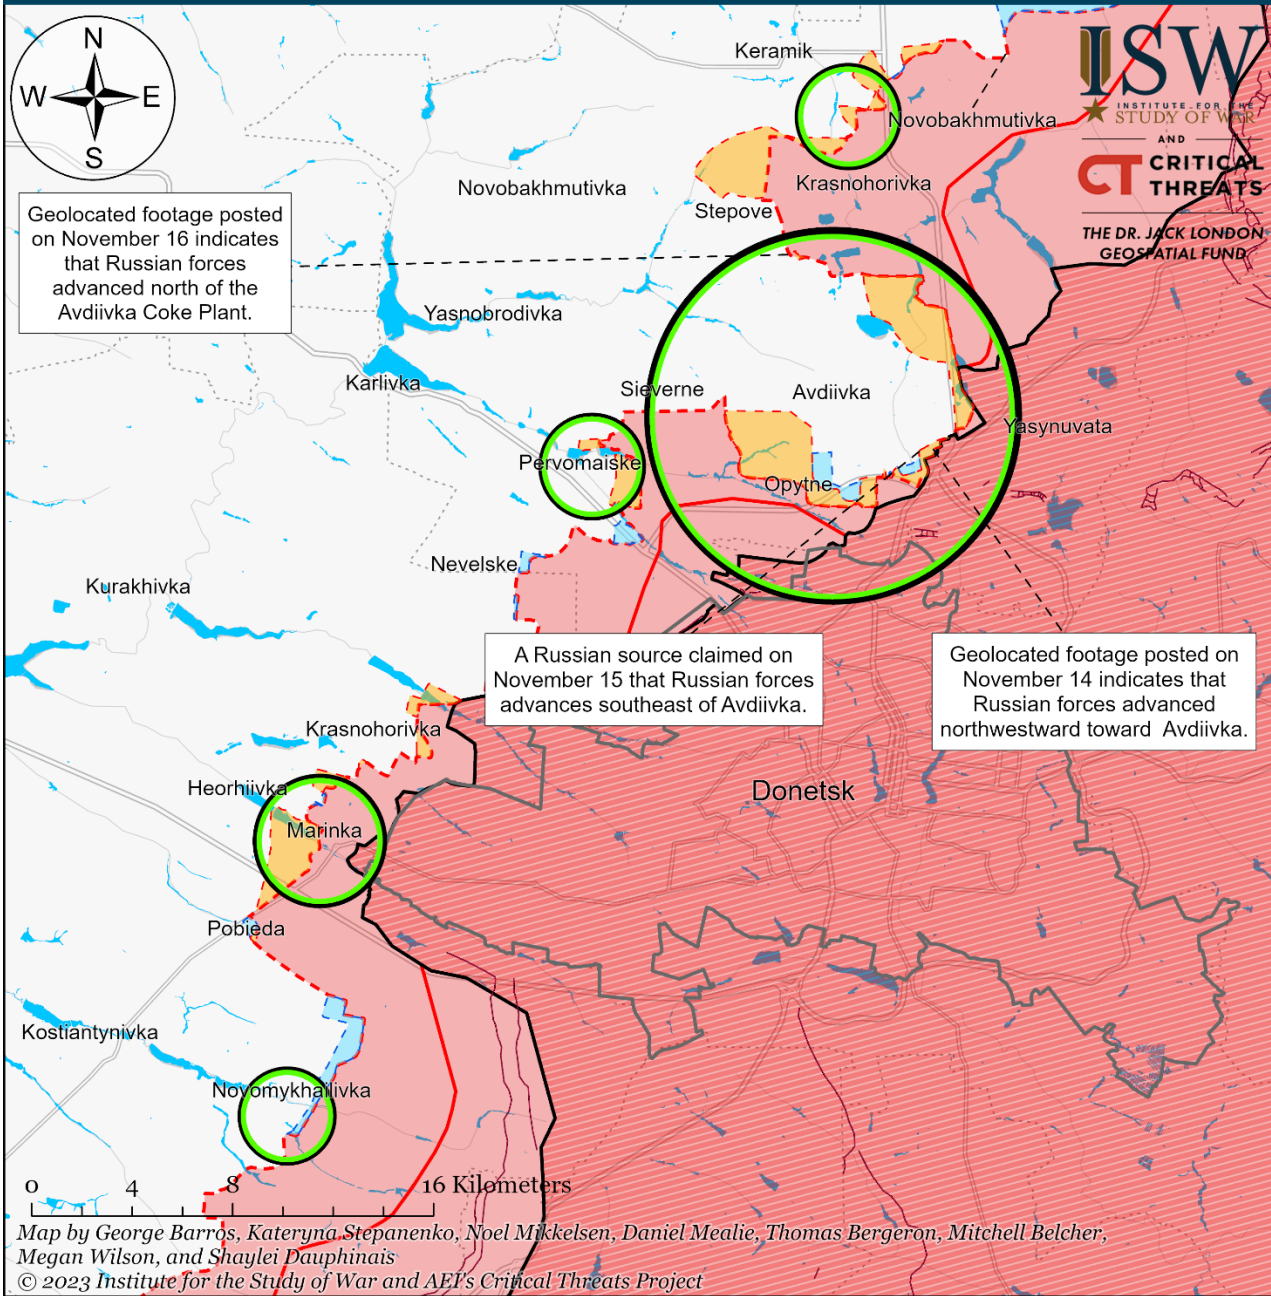 N
W
E
S
ISW
INSTITUTE FOR THE
STUDY OF WAR
AND
CT CRITICAL
THREATS
THE DR. JACK LONDON
GEOSPATIAL FUND
Keramik
Novobakhmutivka
Krasnohorivka
Novobakhmutivka
Stepove
Geolocated footage posted
on November 16 indicates
that Russian forces
advanced north of the
Avdiivka Coke Plant.
Yasnobrodivka
Karlivka
Sieverne
Avdiivka
Yasynuvata
Pervomaiske
Opytne
Nevelske
Kurakhivka
A Russian source claimed on
November 15 that Russian forces
advances southeast of Avdiivka.
Geolocated footage posted on
November 14 indicates that
Russian forces advanced
northwestward toward Avdiivka.
Krasnohorivka
Heorhiivka
Donetsk
Marinka
Pobieda
Kostiantynivka
Novomykhailivka
0 4 8 16 Kilometers
Map by George Barros, Kateryna Stepanenko, Noel Mikkelsen, Daniel Mealie, Thomas Bergeron, Mitchell Belcher,
Megan Wilson, and Shaylei Dauphinais
© 2023 Institute for the Study of War and AEI's Critical Threats Project